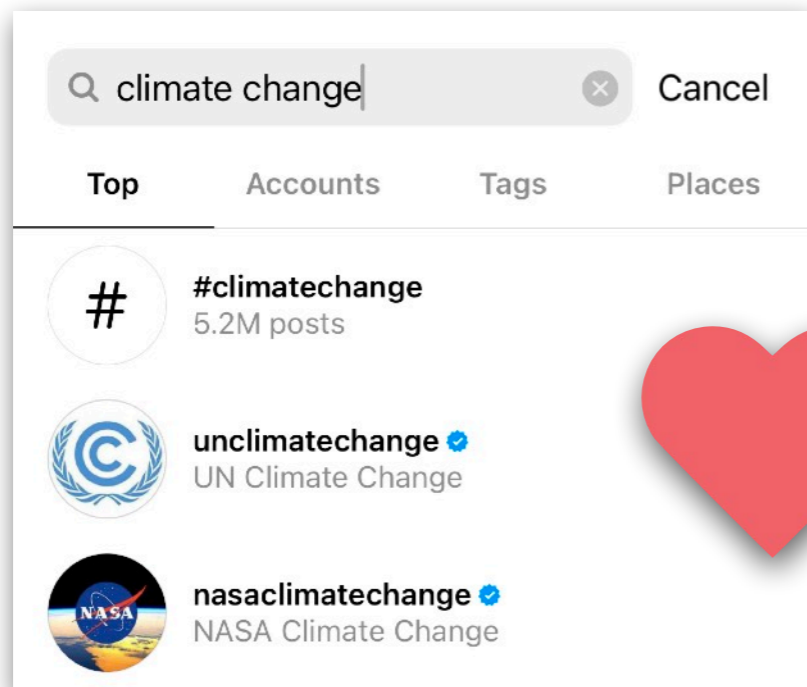 climate change
Cancel
Top Accounts Tags Places
#
#climatechange
5.2M posts
unclimatechange
UN Climate Change
NASA
nasaclimatechange
NASA Climate Change